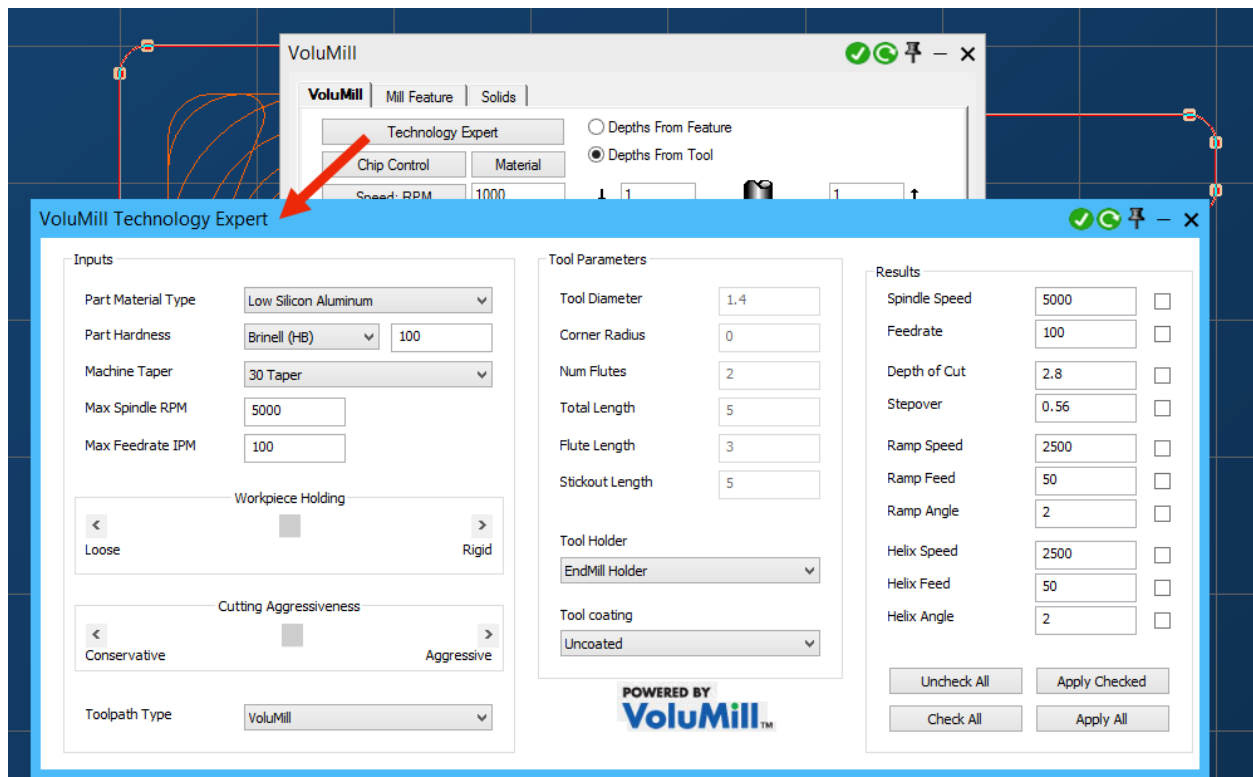 VoluMill
VoluMill Mill Feature Solids
Technology Expert
Depths From Feature
Chip Control Material
Depths From Tool
Speed: RPM 1000
1 1
VoluMill Technology Expert
Inputs
Part Material Type Low Silicon Aluminum
Part Hardness Brinell (HB) 100
Machine Taper 30 Taper
Max Spindle RPM 5000
Max Feedrate IPM 100
Workpiece Holding
< >
Loose Rigid
Cutting Aggressiveness
< >
Conservative Aggressive
Toolpath Type VoluMill
Tool Parameters
Tool Diameter 1.4
Corner Radius 0
Num Flutes 2
Total Length 5
Flute Length 3
Stickout Length 5
Tool Holder
EndMill Holder
Tool coating
Uncoated
POWERED BY
VoluMill™
Results
Spindle Speed 5000
Feedrate 100
Depth of Cut 2.8
Stepover 0.56
Ramp Speed 2500
Ramp Feed 50
Ramp Angle 2
Helix Speed 2500
Helix Feed 50
Helix Angle 2
Uncheck All Apply Checked
Check All Apply All